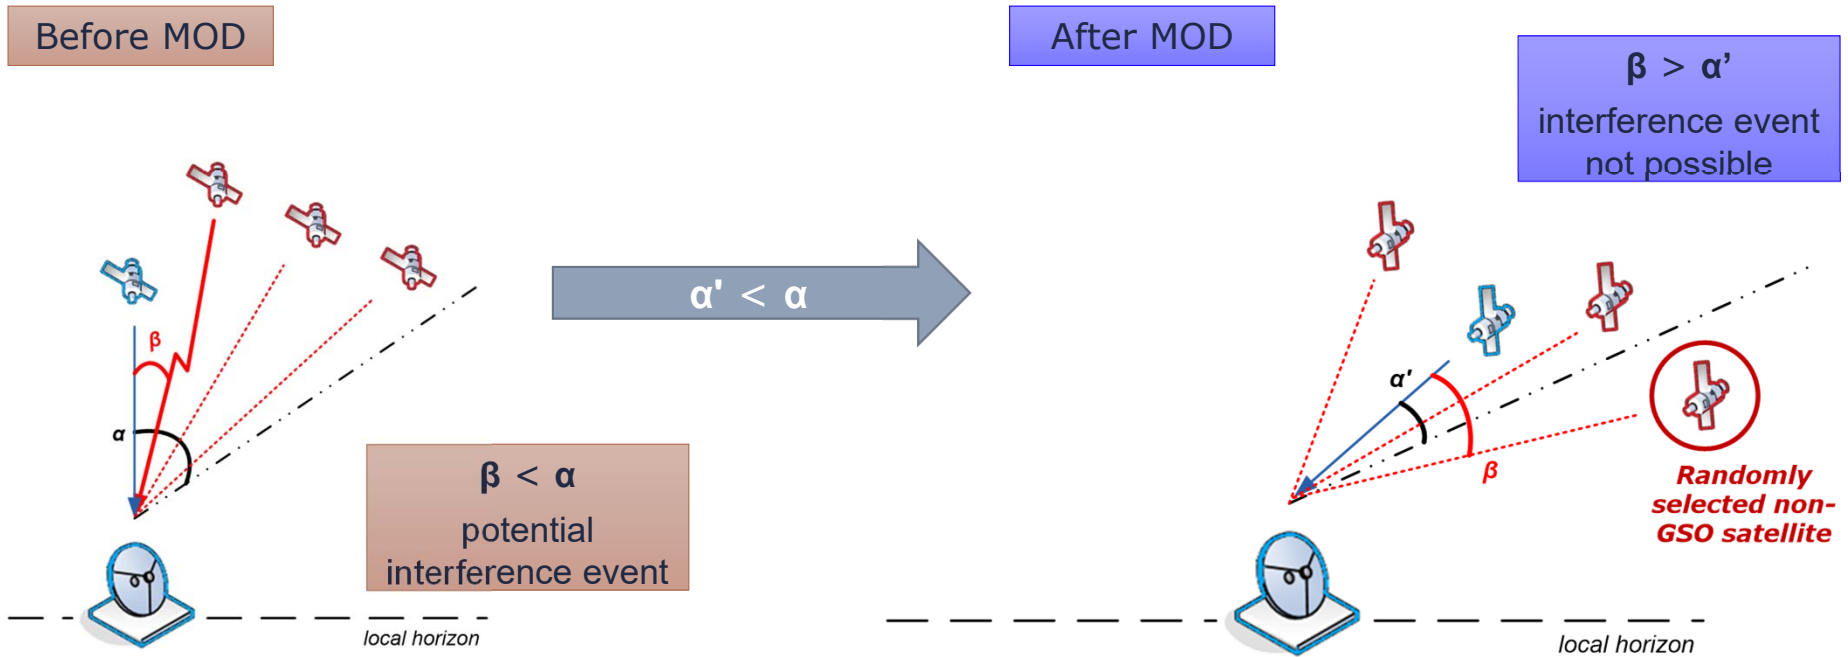 Before MOD
After MOD
β > α’
interference event
not possible
β
α
α' < α
α'
β
β < α
potential
interference event
Randomly
selected non-
GSO satellite
local horizon
local horizon